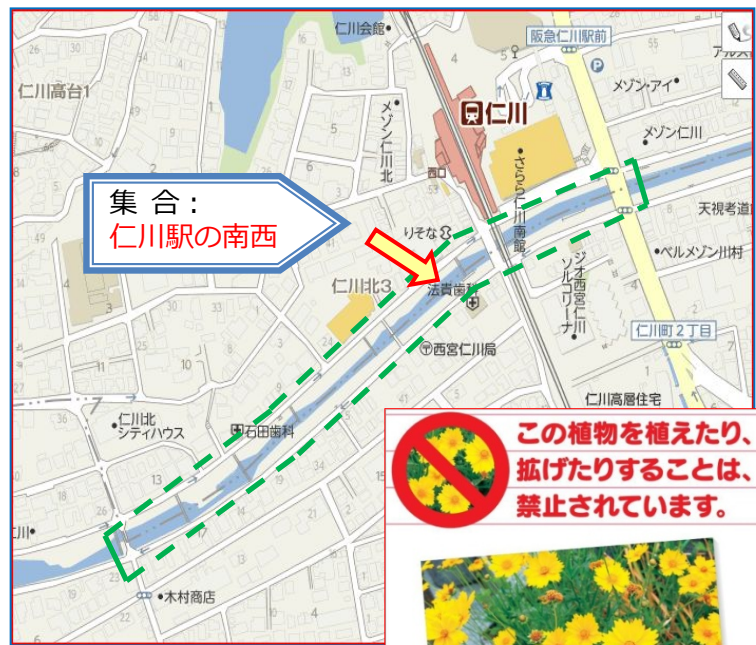 仁川会館
阪急仁川駅前
仁川高台1
メゾン・アイ
仁川
メゾン仁川北
メゾン仁川
西口
さらら仁川南館
集 合：
仁川駅の南西
りそな
天視考道
ベルメゾン川村
仁川北3
法貴歯科
ジオ西宮仁川
ソルコリーナ
仁川町2丁目
西宮仁川局
仁川高層住宅
仁川北
シティハウス
石田歯科
川
木村商店
この植物を植えたり、
拡げたりすることは、
禁止されています。